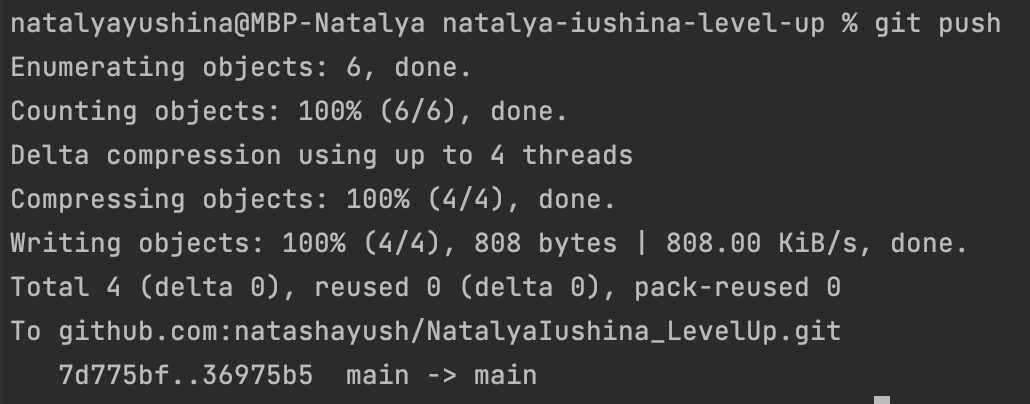 natalyayushina@MBP-Natalya natalya-iushina-level-up % git push
Enumerating objects: 6, done.
Counting objects: 100% (6/6), done.
Delta compression using up to 4 threads
Compressing objects: 100% (4/4), done.
Writing objects: 100% (4/4), 808 bytes | 808.00 KiB/s, done.
Total 4 (delta 0), reused 0 (delta 0), pack-reused 0
To github.com:natashayush/NatalyaIushina_LevelUp.git
   7d775bf..36975b5  main -> main